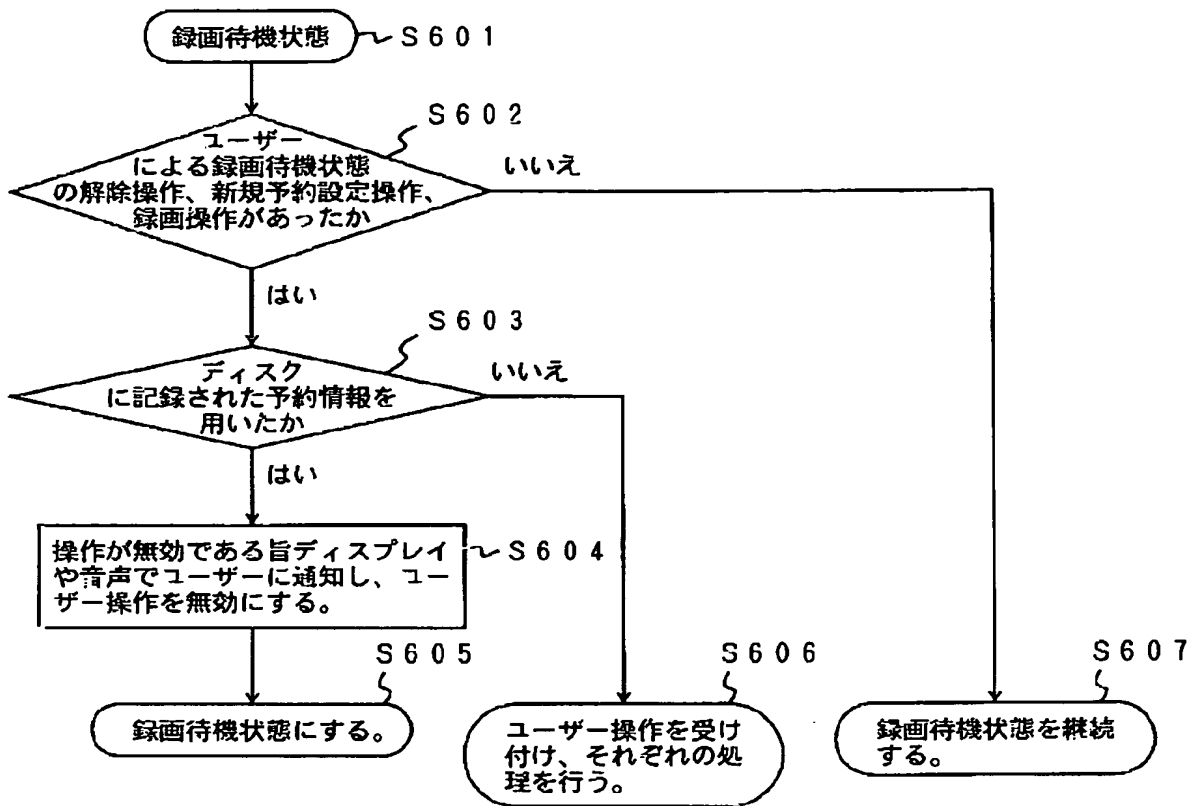 録画待機状態
S601
S602
ユーザー
による録画待機状態
の解除操作、新規予約設定操作、
録画操作があったか
いいえ
はい
S603
ディスク
に記録された予約情報を
用いたか
いいえ
はい
操作が無効である旨ディスプレイ
や音声でユーザーに通知し、ユー
ザー操作を無効にする。
S604
S605
録画待機状態にする。
S606
ユーザー操作を受け
付け、それぞれの処
理を行う。
S607
録画待機状態を継続
する。